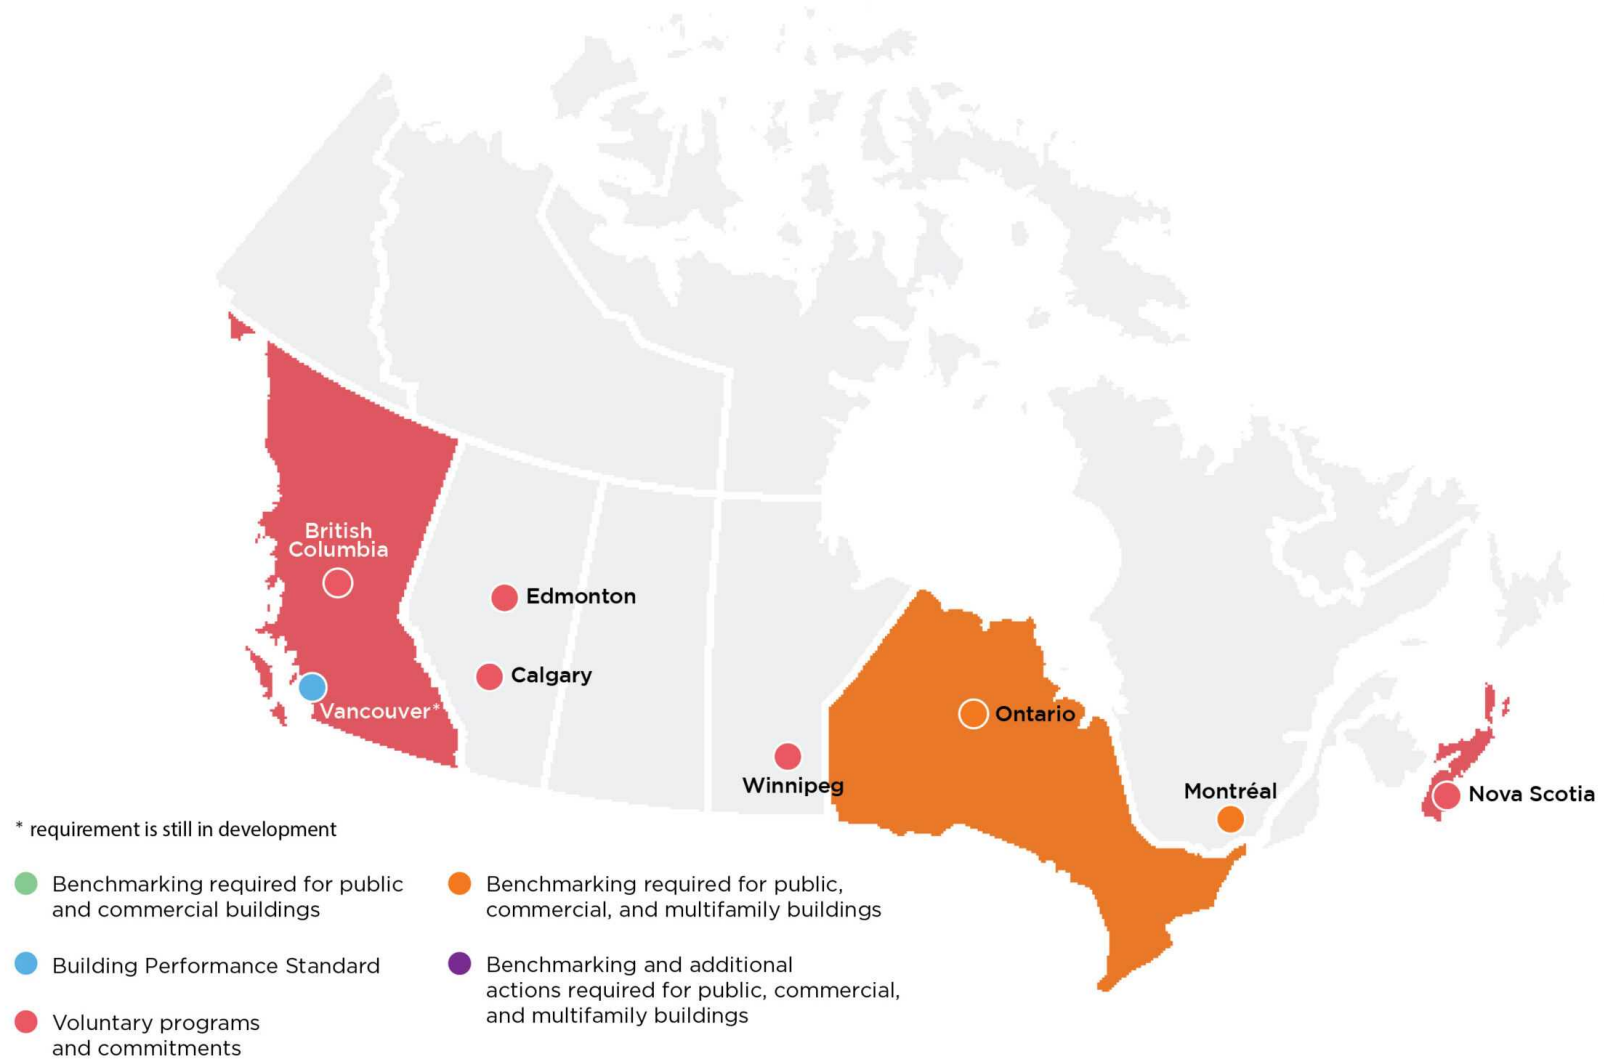 British
Columbia
Edmonton
Calgary
Vancouver*
Ontario
Winnipeg
Montréal
Nova Scotia
* requirement is still in development
Benchmarking required for public
and commercial buildings
Building Performance Standard
Voluntary programs
and commitments
Benchmarking required for public,
commercial, and multifamily buildings
Benchmarking and additional
actions required for public, commercial,
and multifamily buildings